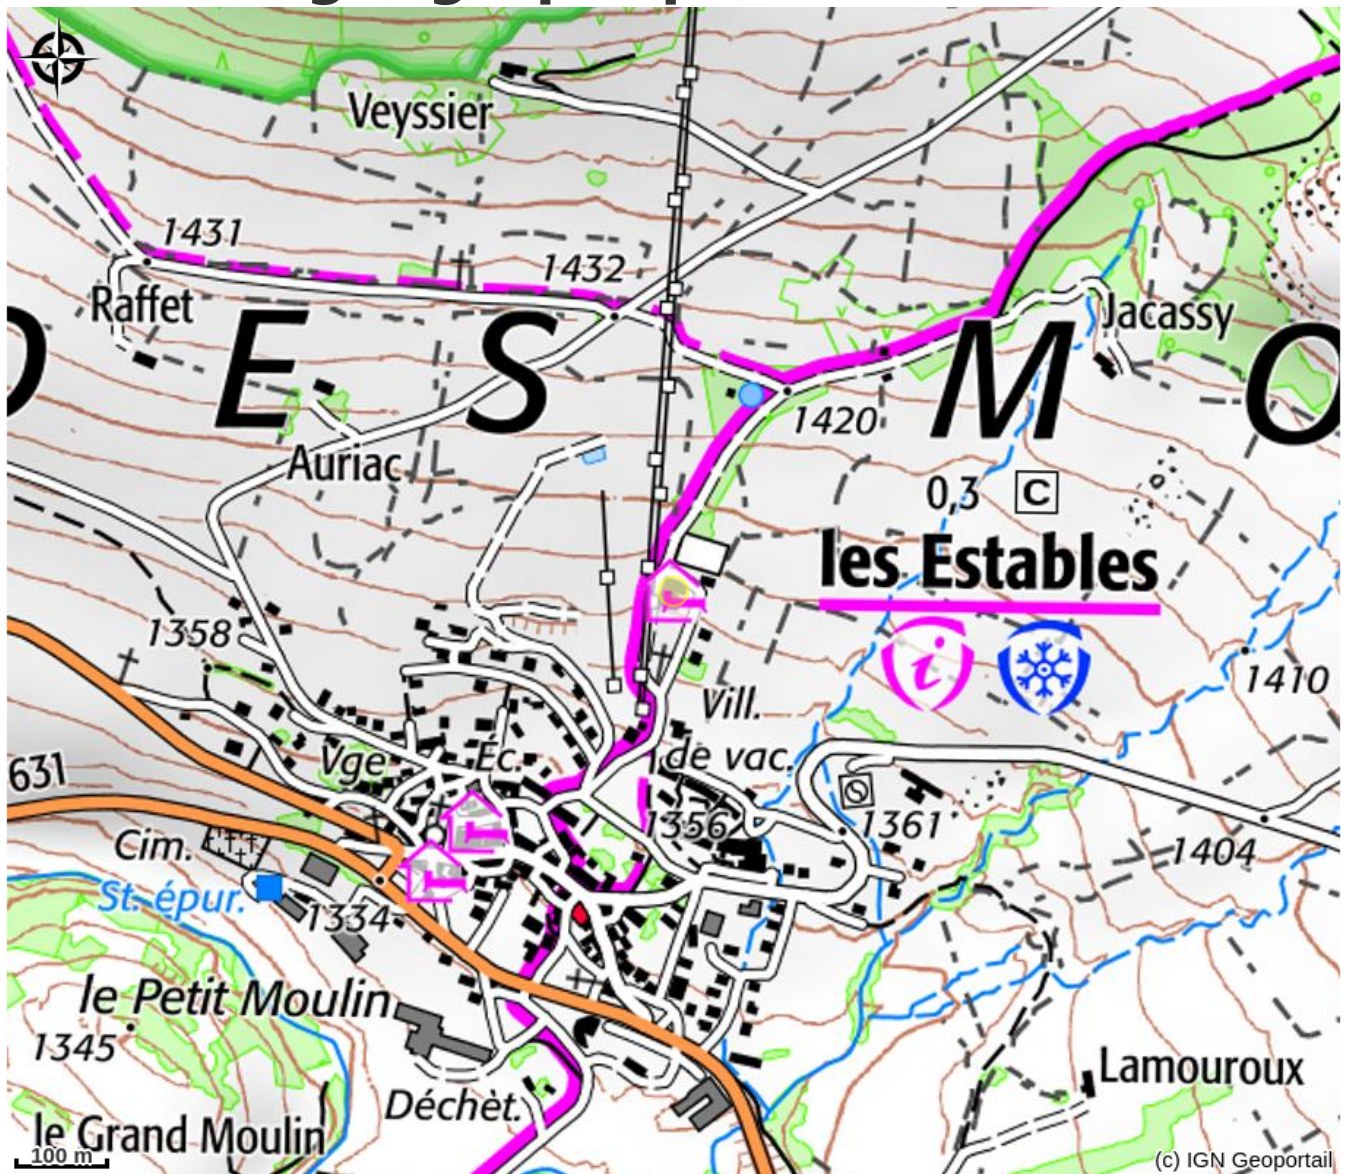 Veyssier
1431
1432
Raffet
Jacassy
D E S M O
1420
Auriac
0,3 C
les Estables
i
1358
1410
Vill.
631
Vge
Éc.
de vac.
1356
1361
Cim.
1404
St. épur.
1334
le Petit Moulin
1345
Lamouroux
Déchèt.
le Grand Moulin
100 m
(c) IGN Geoportail